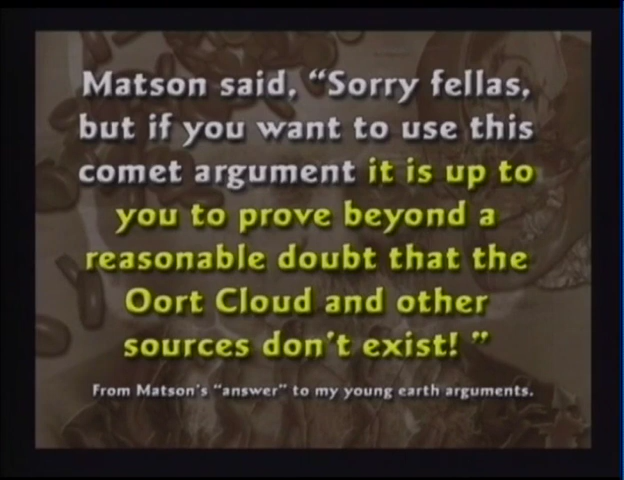 Matson said, “Sorry fellas,
but if you want to use this
comet argument it is up to
you to prove beyond a
reasonable doubt that the
Oort Cloud and other
sources don't exist! ”
From Matson's “answer” to my young earth arguments.